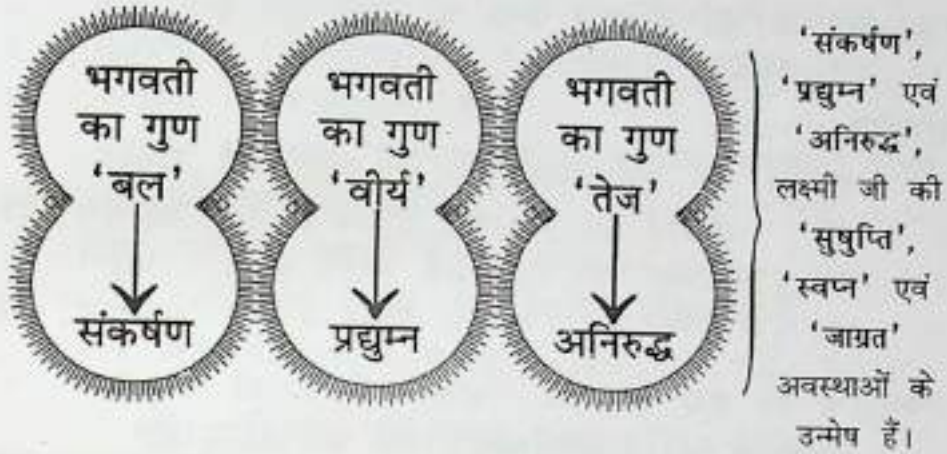 भगवती
का गुण
'बल'
संकर्षण
भगवती
का गुण
'वीर्य'
प्रद्युम्न
भगवती
का गुण
'तेज'
अनिरुद्ध
'संकर्षण',
'प्रद्युम्न' एवं
'अनिरुद्ध',
लक्ष्मी जी की
'सुषुप्ति',
'स्वप्न' एवं
'जाग्रत'
अवस्थाओं के
उन्मेष हैं।